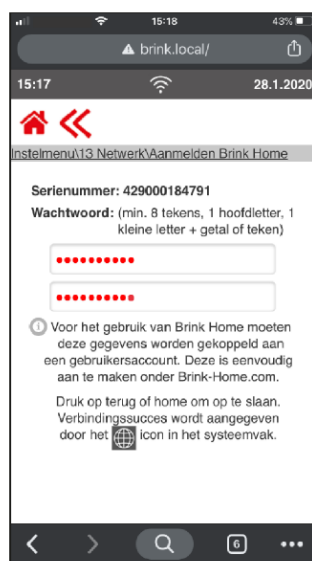 15:18
43%
brink.local/
15:17
28.1.2020
Instelmenu\13 Netwerk\Aanmelden Brink Home
Serienummer: 429000184791
Wachtwoord: (min. 8 tekens, 1 hoofdletter, 1
kleine letter + getal of teken)
Voor het gebruik van Brink Home moeten
deze gegevens worden gekoppeld aan
een gebruikersaccount. Deze is eenvoudig
aan te maken onder Brink-Home.com.
Druk op terug of home om op te slaan.
Verbindingssucces wordt aangegeven
door het icon in het systeemvak.
6